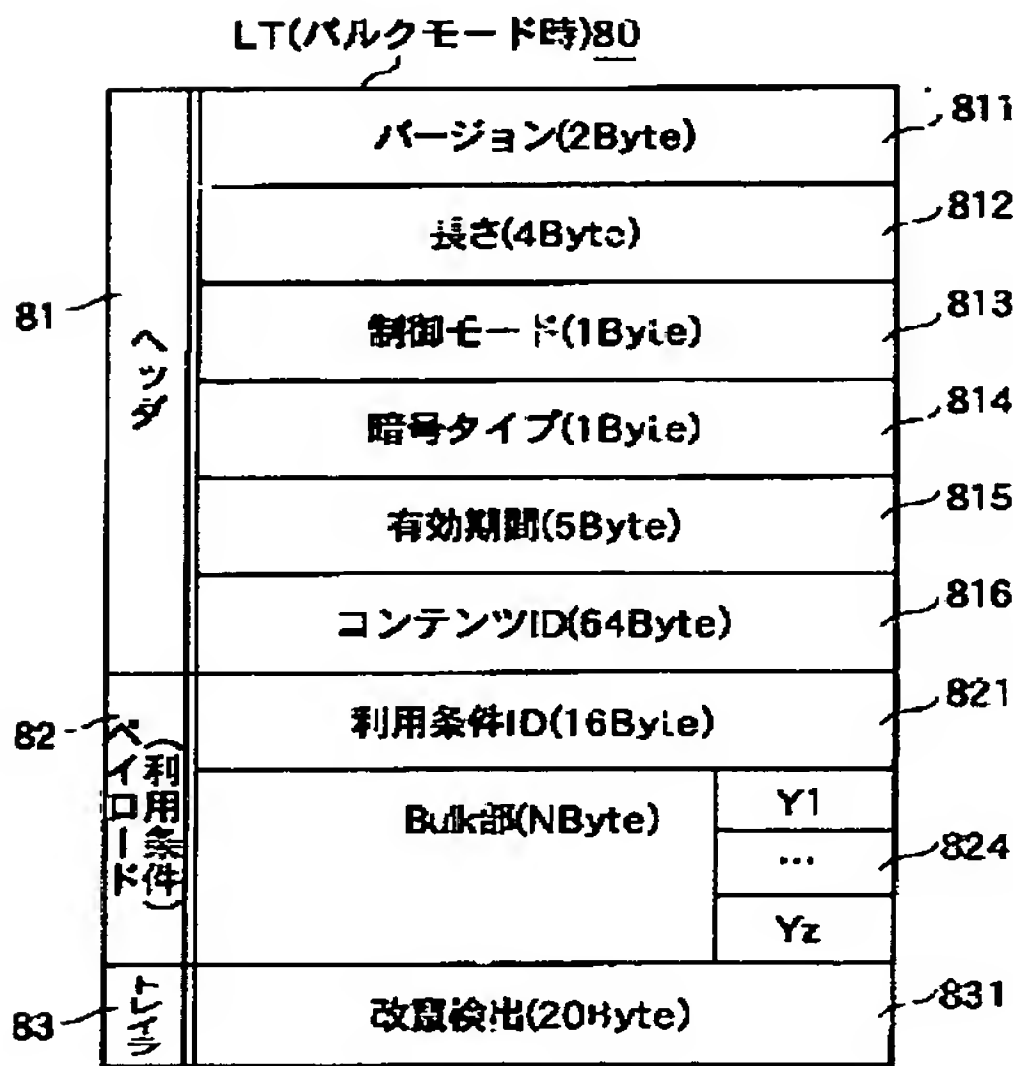 LT(バルクモード時)80
バージョン(2Byte) 811
長さ(4Byte) 812
81 ヘッダ 制御モード(1Byte) 813
暗号タイプ(1Byte) 814
有効期間(5Byte) 815
コンテンツID(64Byte) 816
82 ペイロード(利用条件) 利用条件ID(16Byte) 821
Bulk部(NByte) Y1
… 824
Yz
83 トレイラ 改竄検出(20Byte) 831